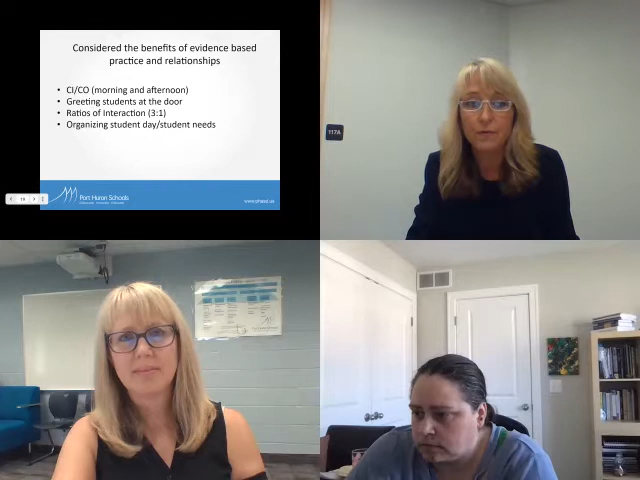 Considered the benefits of evidence based
practice and relationships
• CI/CO (morning and afternoon)
• Greeting students at the door
• Ratios of Interaction (3:1)
• Organizing student day/student needs
Port Huron Schools
117A